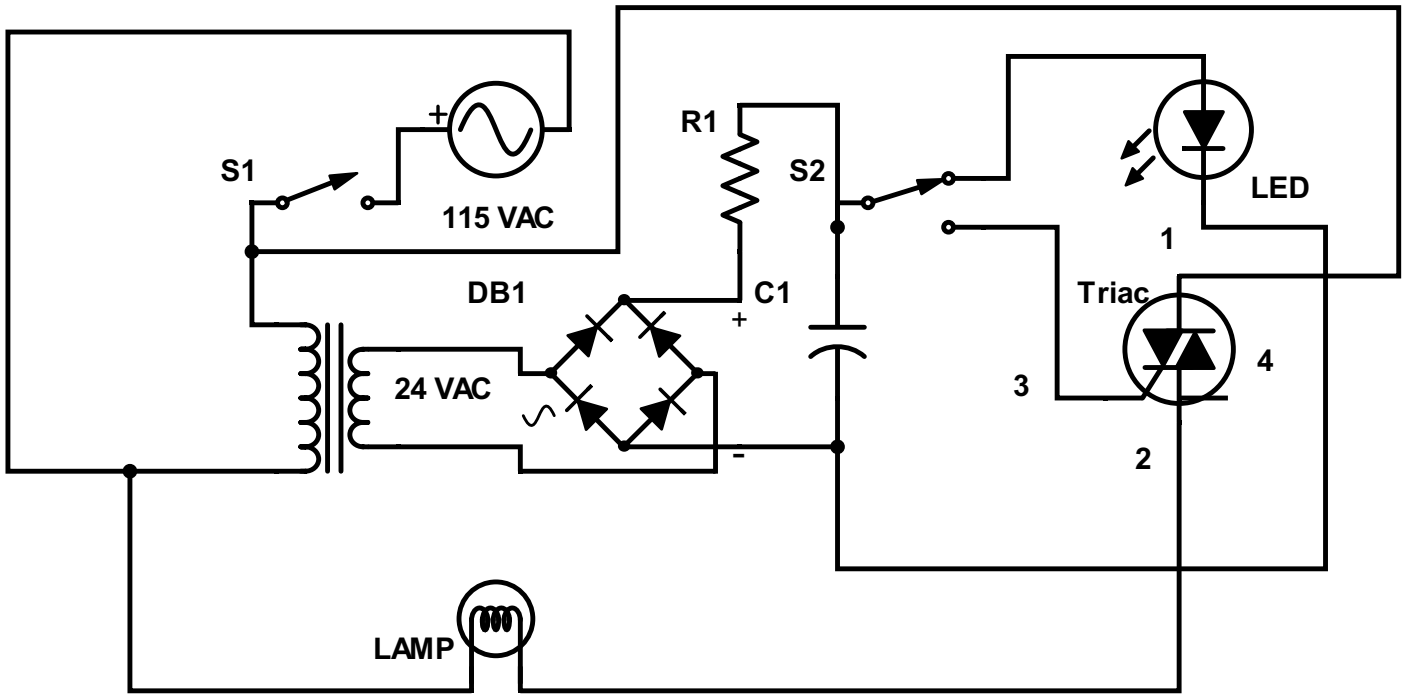 +
R1
S1
S2
115 VAC
LED
1
DB1
C1
Triac
+
24 VAC
3
4
-
2
LAMP